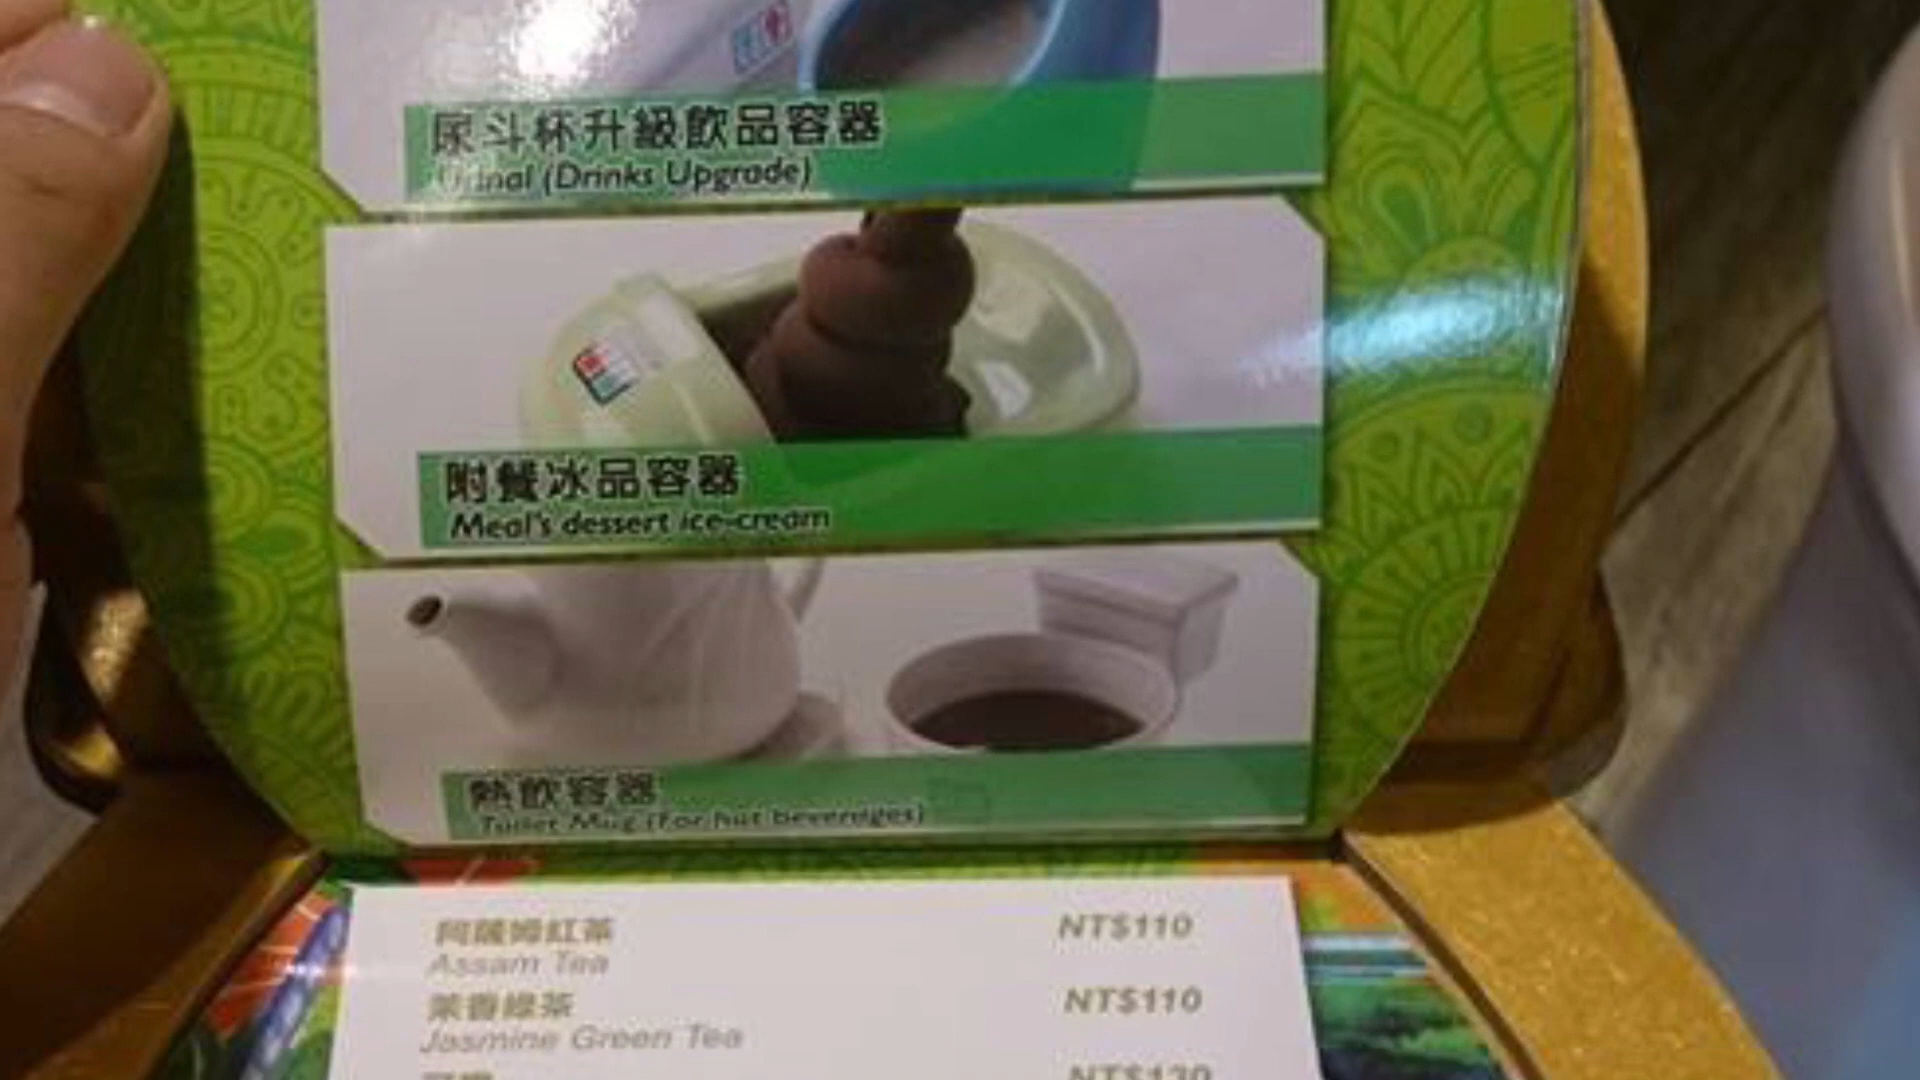 尿斗杯升級飲品容器
Urinal (Drinks Upgrade)
附餐冰品容器
Meal's dessert ice-cream
熱飲容器
Toilet Mug (For hot beverages)
阿薩姆紅茶 NT$110
Assam Tea
茉香綠茶 NT$110
Jasmine Green Tea
NT$120